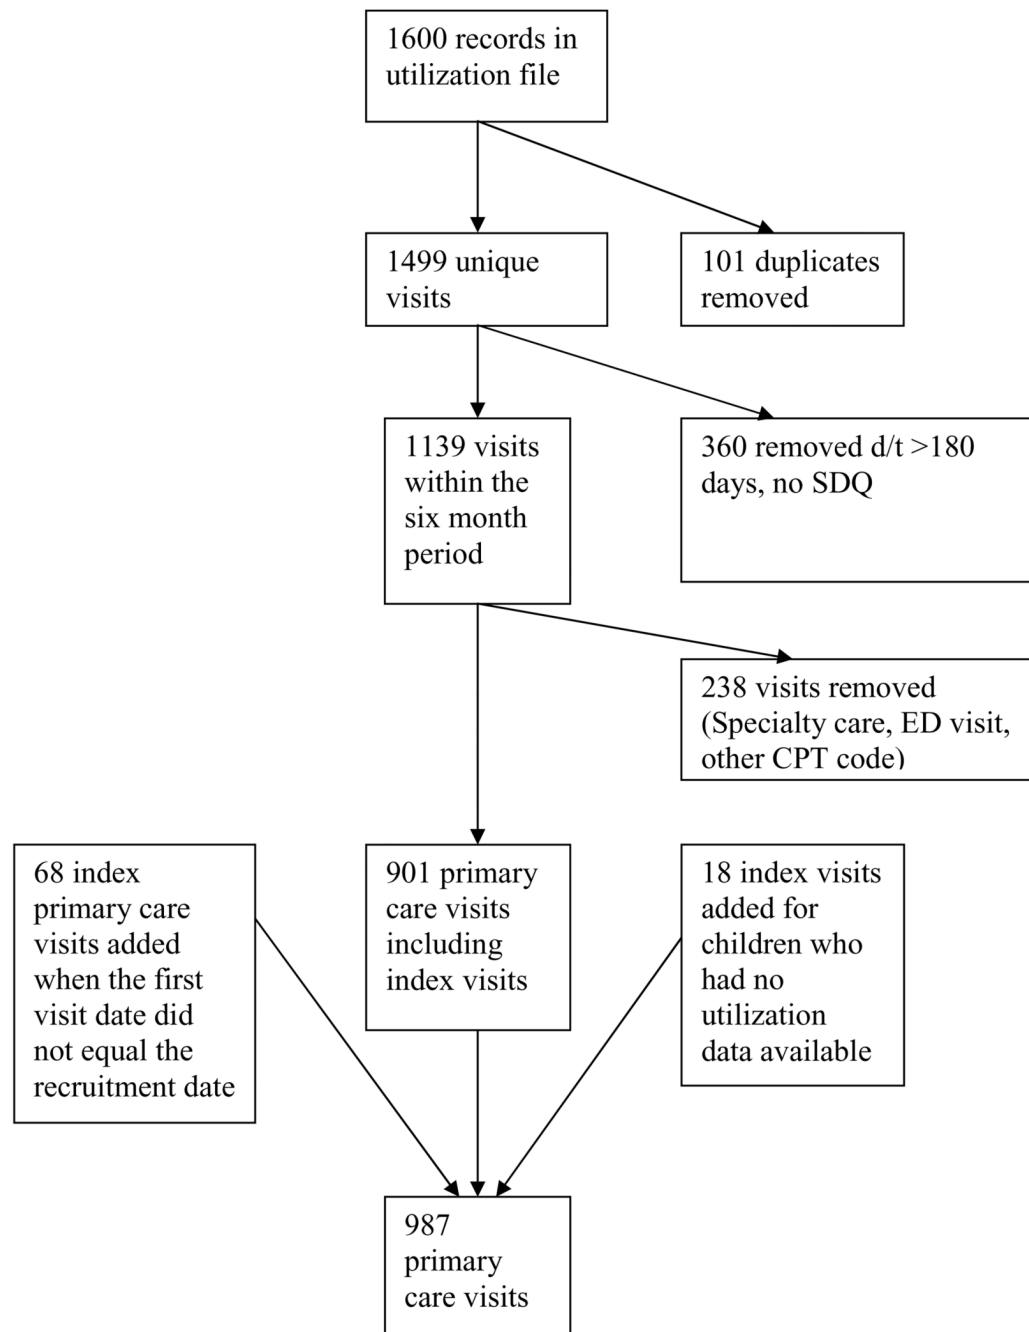 1600 records in
utilization file
1499 unique
visits
101 duplicates
removed
1139 visits
within the
six month
period
360 removed d/t >180
days, no SDQ
238 visits removed
(Specialty care, ED visit,
other CPT code)
68 index
primary care
visits added
when the first
visit date did
not equal the
recruitment date
901 primary
care visits
including
index visits
18 index visits
added for
children who
had no
utilization
data available
987
primary
care visits